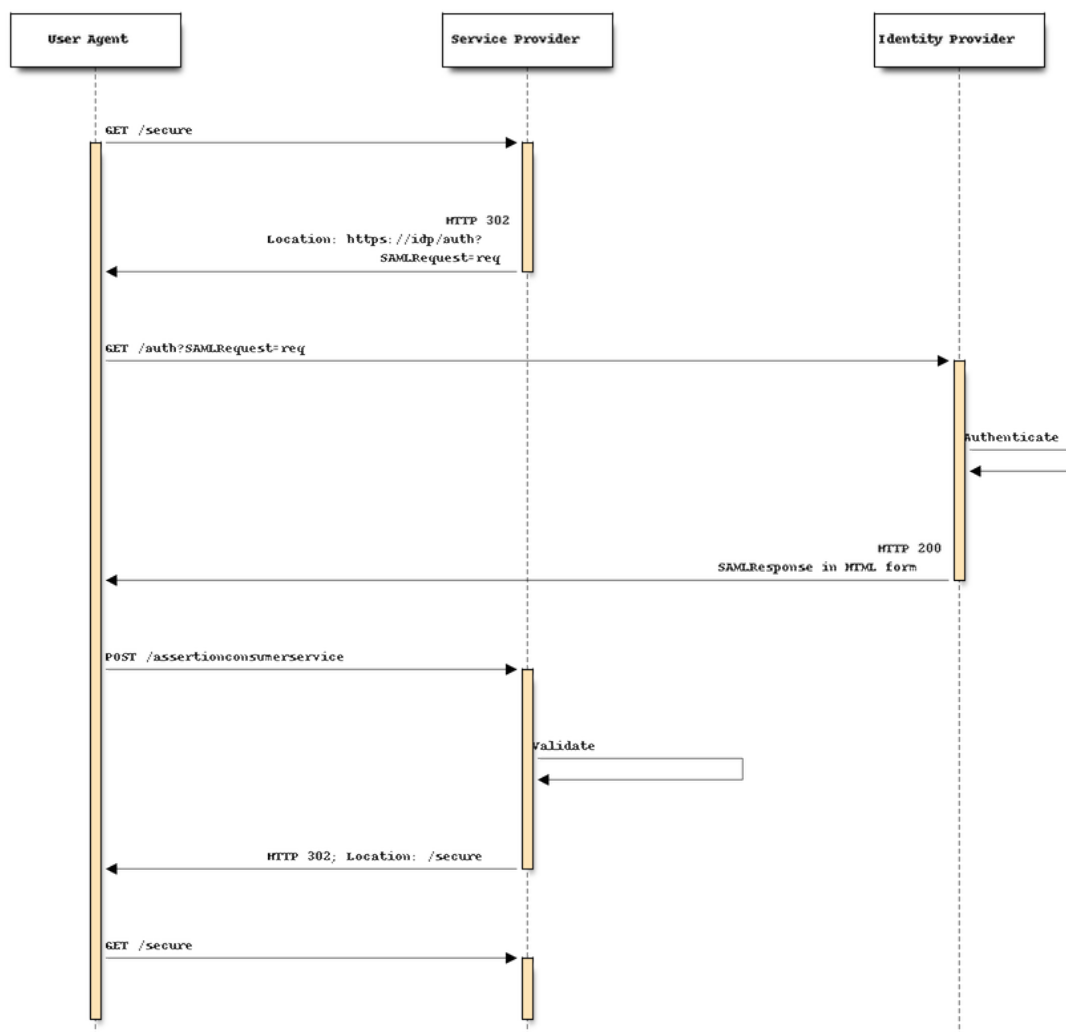 User Agent
Service Provider
Identity Provider
GET /secure
HTTP 302
Location: https://idp/auth?
SAMLRequest=req
GET /auth?SAMLRequest=req
Authenticate
HTTP 200
SAMLResponse in HTML form
POST /assertionconsumerservice
Validate
HTTP 302; Location: /secure
GET /secure